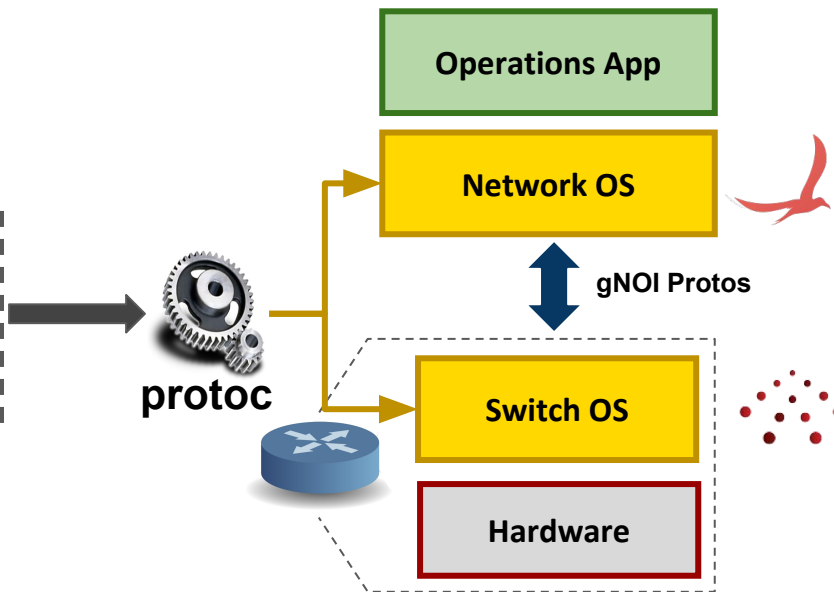 Operations App
Network OS
gNOI Protos
protoc
Switch OS
Hardware